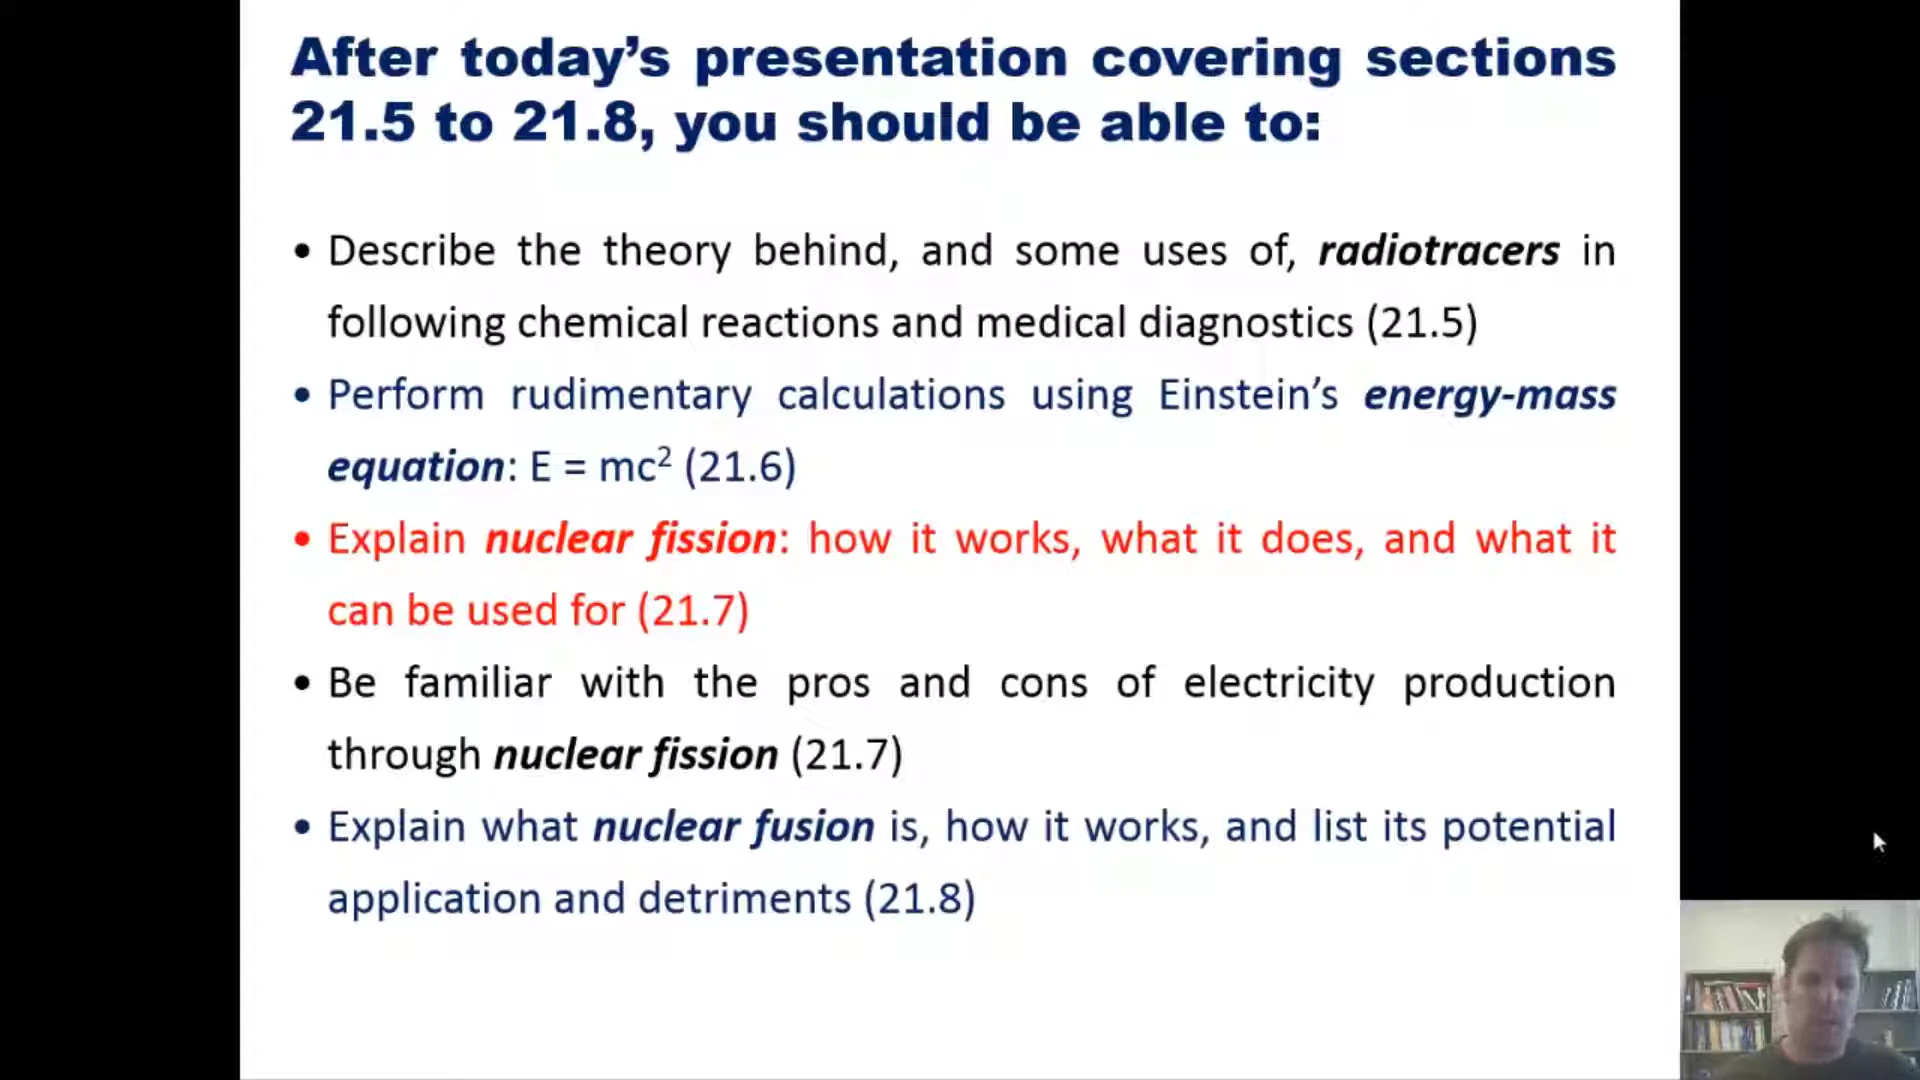 After today’s presentation covering sections
21.5 to 21.8, you should be able to:
• Describe the theory behind, and some uses of, radiotracers in
following chemical reactions and medical diagnostics (21.5)
• Perform rudimentary calculations using Einstein’s energy-mass
equation: E = mc² (21.6)
• Explain nuclear fission: how it works, what it does, and what it
can be used for (21.7)
• Be familiar with the pros and cons of electricity production
through nuclear fission (21.7)
• Explain what nuclear fusion is, how it works, and list its potential
application and detriments (21.8)